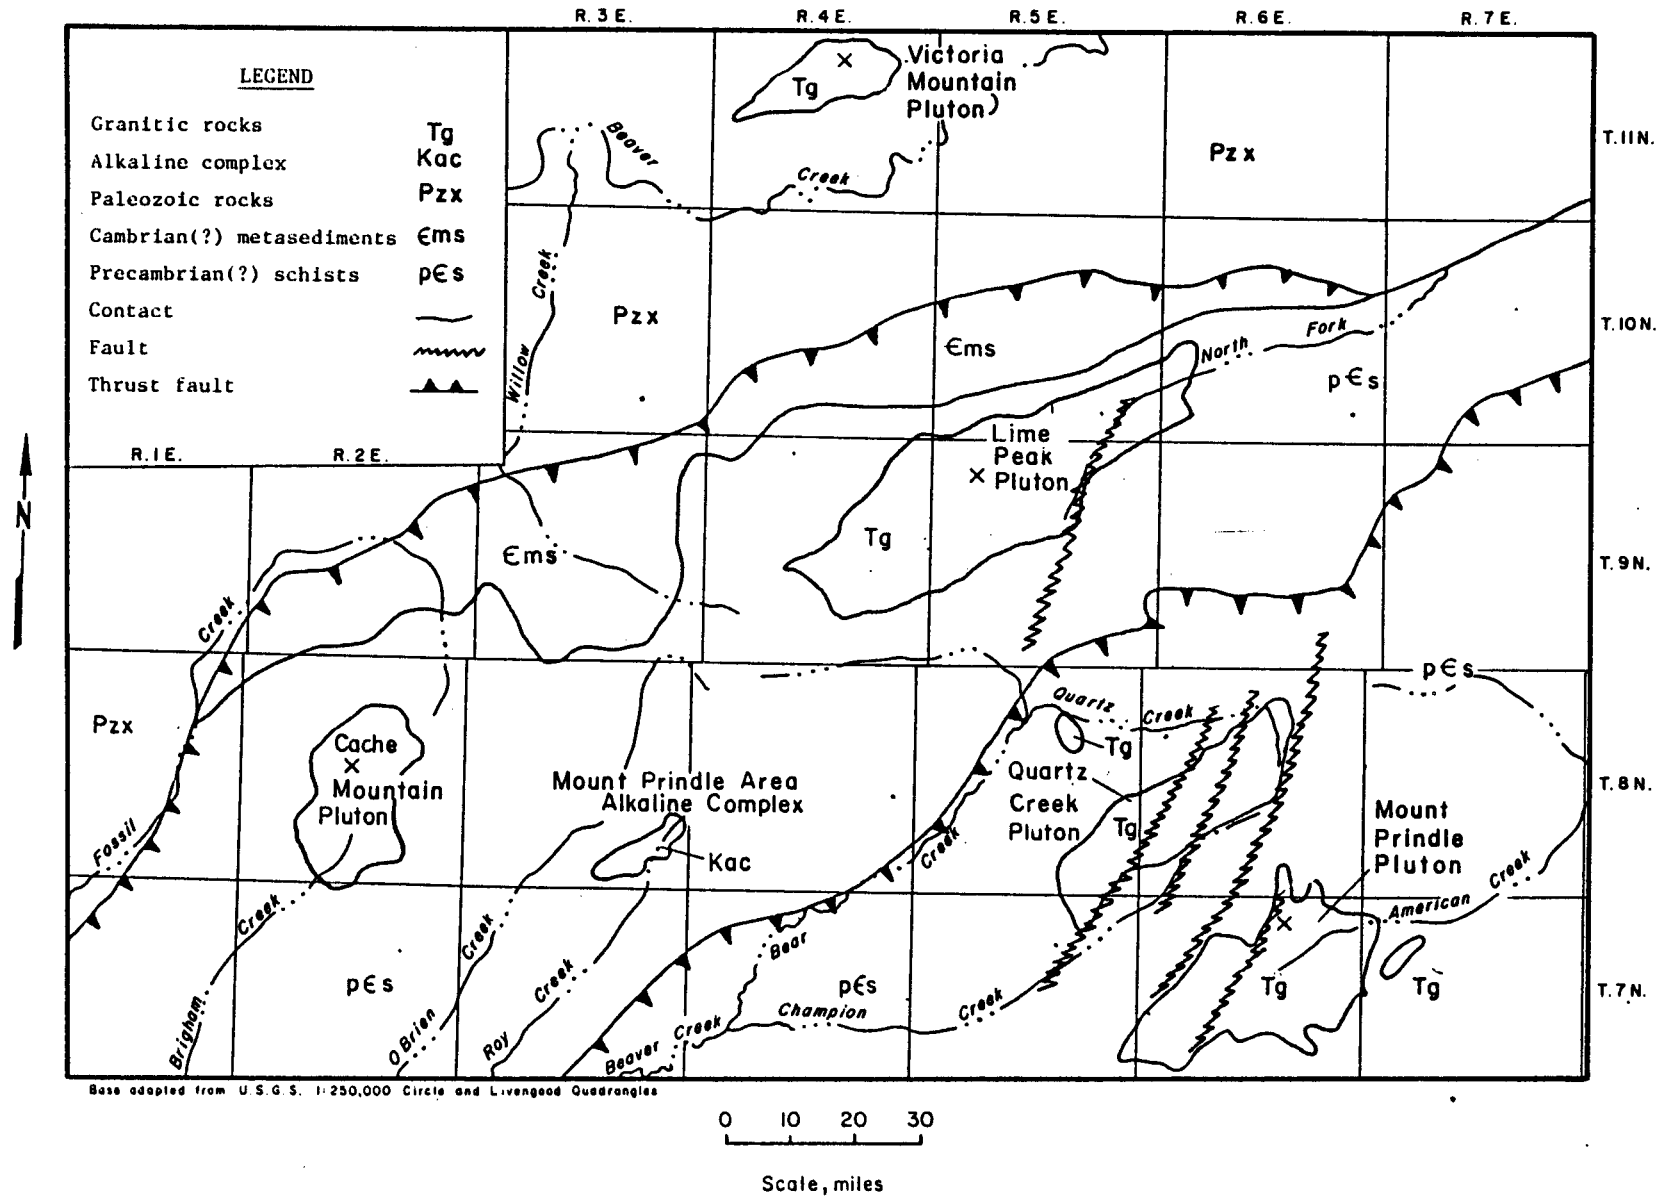 R.3 E. R.4 E. R.5 E. R.6 E. R.7 E.
LEGEND
Granitic rocks Tg
Alkaline complex Kac
Paleozoic rocks Pzx
Cambrian(?) metasediments Єms
Precambrian(?) schists pЄs
Contact
Fault
Thrust fault
R.1E. R.2E.
N
Tg
Victoria
Mountain
Pluton
Beaver
Creek
Pzx
T.11N.
Willow Creek
Pzx
Єms
North Fork
pЄs
T.10N.
Lime
Peak
Pluton
Tg
Єms
T.9N.
Creek
Pzx
Fossil
Cache
Mountain
Pluton
Mount Prindle Area
Alkaline Complex
Kac
Quartz Creek
Tg
Quartz
Creek
Pluton
Tg
pЄs
Mount
Prindle
Pluton
T.8N.
Creek
American Creek
Brigham Creek
pЄs
O Brien Creek
Roy Creek
Bear
Beaver Creek
pЄs
Champion Creek
Tg
Tg
T.7N.
Base adapted from U.S.G.S. 1:250,000 Circle and Livengood Quadrangles
0 10 20 30
Scale, miles